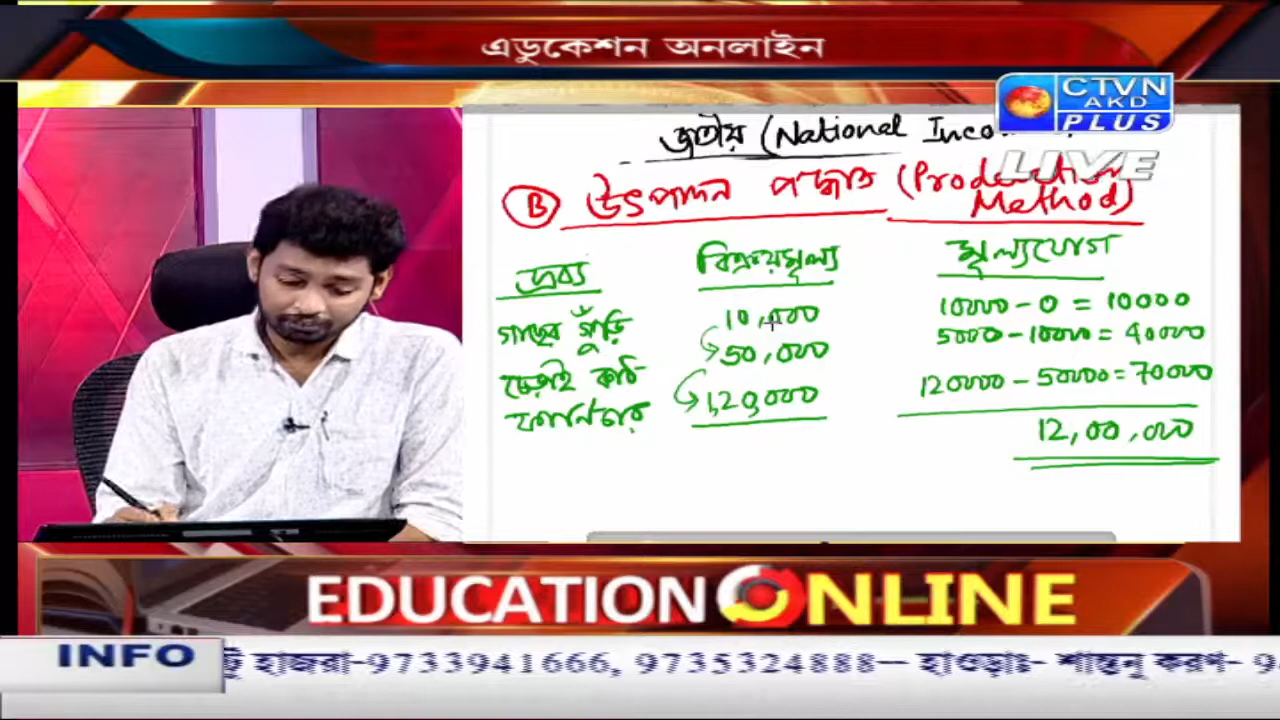 এডুকেশন অনলাইন
CTVN
AKD
PLUS
LIVE
জাতীয় (National Inco
B উৎপাদন পদ্ধতি (Production Method)
দ্রব্য বিক্রয়মূল্য মূল্যযোগ
গাছের গুঁড়ি 10,000 10000 - 0 = 10000
চেরাই কাঠ 50,000 50000 - 10000 = 40000
ফার্নিচার 1,20,000 120000 - 50000 = 70000
12,00,000
EDUCATION ONLINE
INFO
হাজরা-9733941666, 9735324888-- হাওড়াঃ- শান্তনু করণ- 9